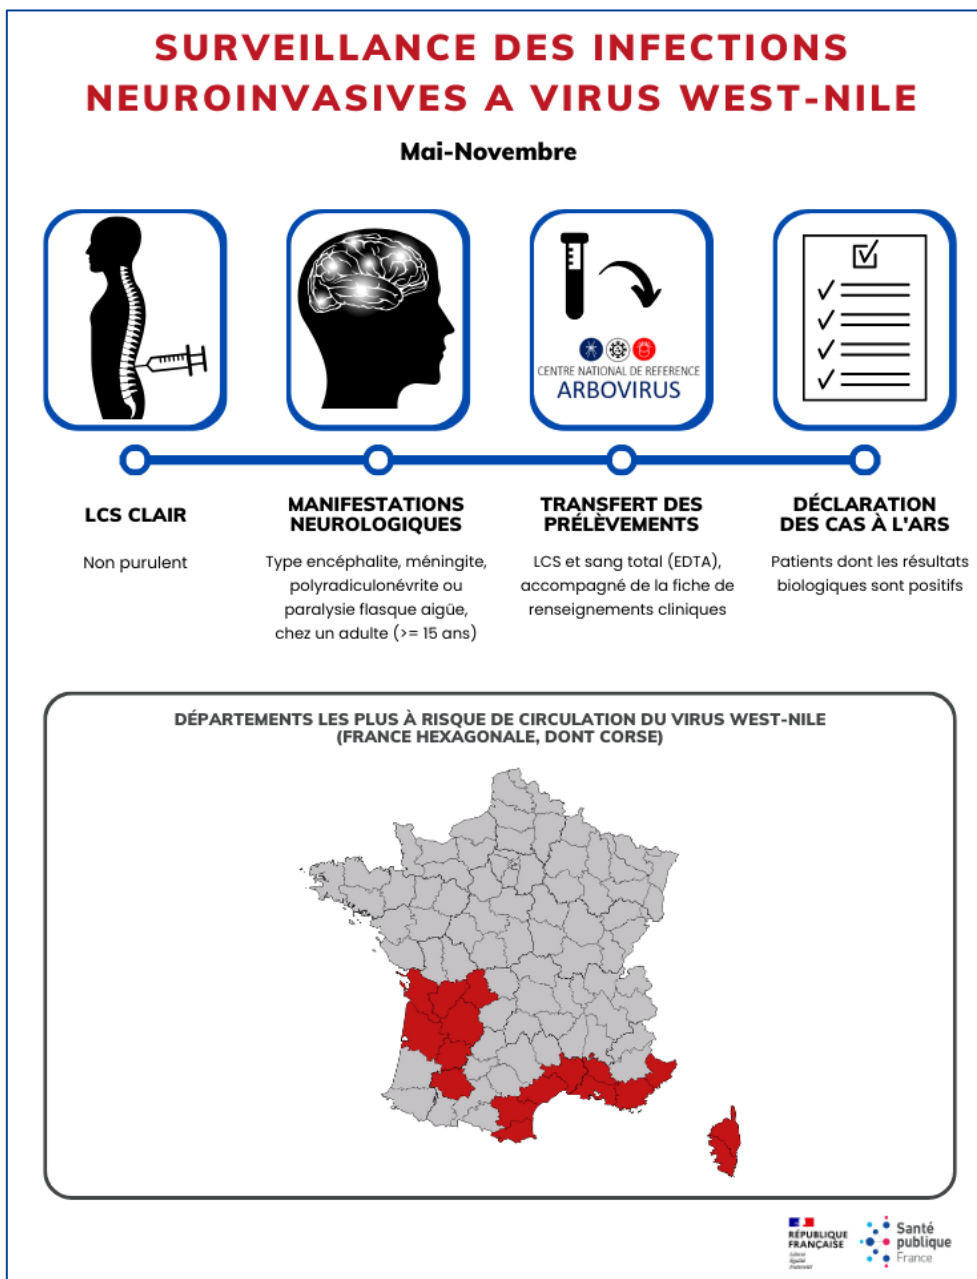 SURVEILLANCE DES INFECTIONS
NEUROINVASIVES A VIRUS WEST-NILE
Mai-Novembre
CENTRE NATIONAL DE REFERENCE
ARBOVIRUS
LCS CLAIR
Non purulent
MANIFESTATIONS
NEUROLOGIQUES
Type encéphalite, méningite,
polyradiculonévrite ou
paralysie flasque aigüe,
chez un adulte (>= 15 ans)
TRANSFERT DES
PRÉLÈVEMENTS
LCS et sang total (EDTA),
accompagné de la fiche de
renseignements cliniques
DÉCLARATION
DES CAS À L'ARS
Patients dont les résultats
biologiques sont positifs
DÉPARTEMENTS LES PLUS À RISQUE DE CIRCULATION DU VIRUS WEST-NILE
(FRANCE HEXAGONALE, DONT CORSE)
RÉPUBLIQUE
FRANÇAISE
Liberté
Égalité
Fraternité
Santé
publique
France